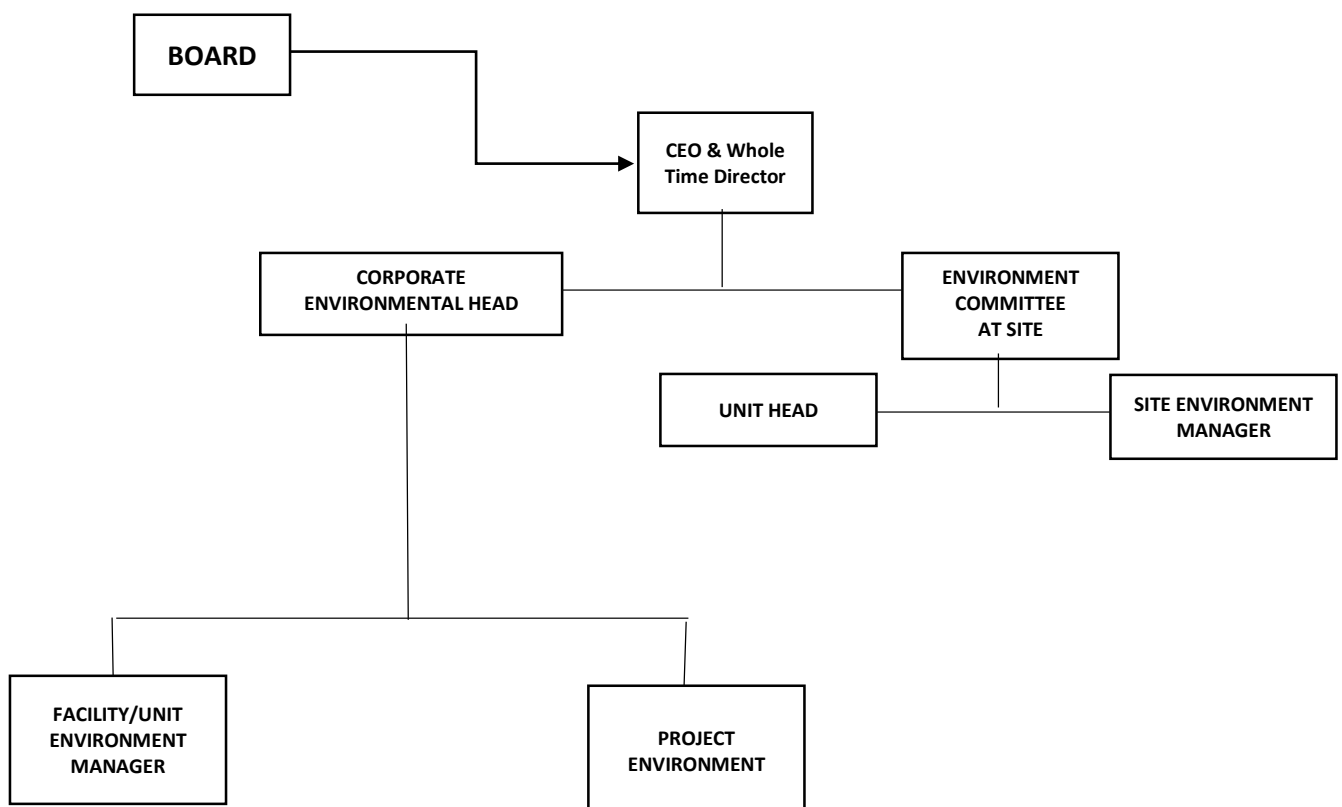 BOARD
CEO & Whole
Time Director
CORPORATE
ENVIRONMENTAL HEAD
ENVIRONMENT
COMMITTEE
AT SITE
UNIT HEAD
SITE ENVIRONMENT
MANAGER
FACILITY/UNIT
ENVIRONMENT
MANAGER
PROJECT
ENVIRONMENT